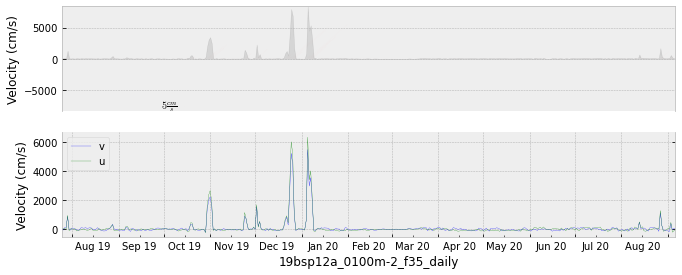 Velocity (cm/s)
5000
0
−5000
5 cm/s
Velocity (cm/s)
6000
4000
2000
0
v
u
Aug 19 Sep 19 Oct 19 Nov 19 Dec 19 Jan 20 Feb 20 Mar 20 Apr 20 May 20 Jun 20 Jul 20 Aug 20
19bsp12a_0100m-2_f35_daily